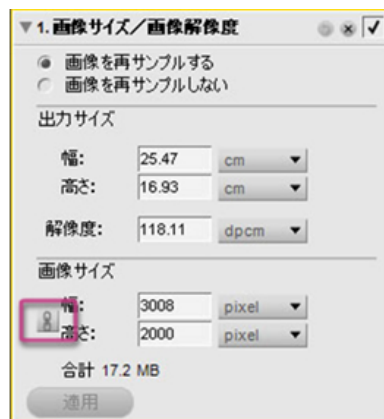 1. 画像サイズ／画像解像度
画像を再サンプルする
画像を再サンプルしない
出力サイズ
幅: 25.47 cm
高さ: 16.93 cm
解像度: 118.11 dpcm
画像サイズ
幅: 3008 pixel
高さ: 2000 pixel
合計 17.2 MB
適用